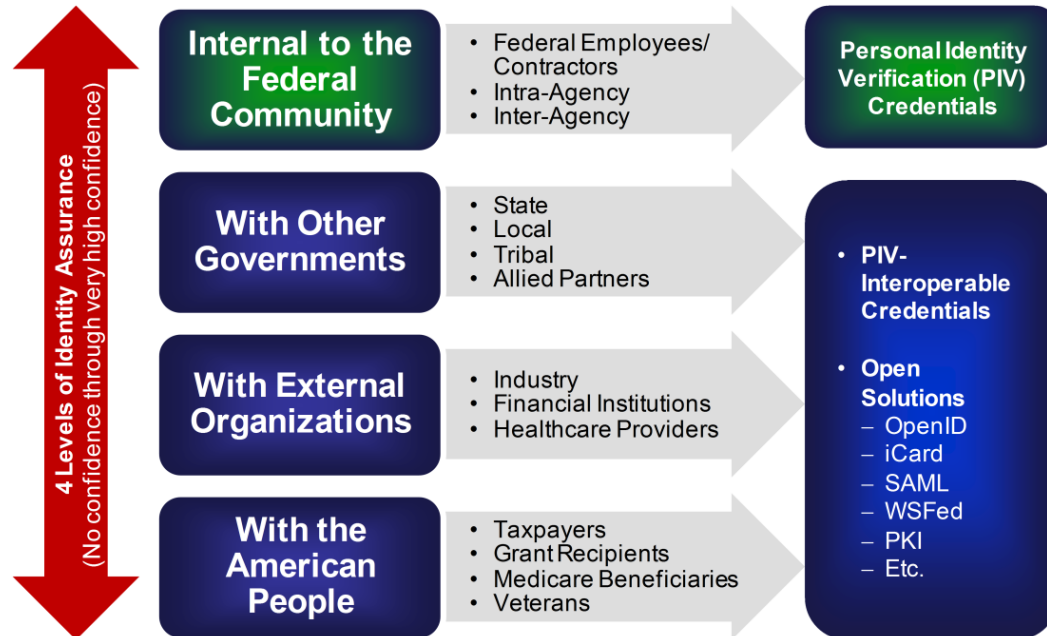 4 Levels of Identity Assurance
(No confidence through very high confidence)
Internal to the
Federal
Community
• Federal Employees/
Contractors
• Intra-Agency
• Inter-Agency
Personal Identity
Verification (PIV)
Credentials
With Other
Governments
• State
• Local
• Tribal
• Allied Partners
With External
Organizations
• Industry
• Financial Institutions
• Healthcare Providers
With the
American
People
• Taxpayers
• Grant Recipients
• Medicare Beneficiaries
• Veterans
• PIV-
Interoperable
Credentials
• Open
Solutions
– OpenID
– iCard
– SAML
– WSFed
– PKI
– Etc.